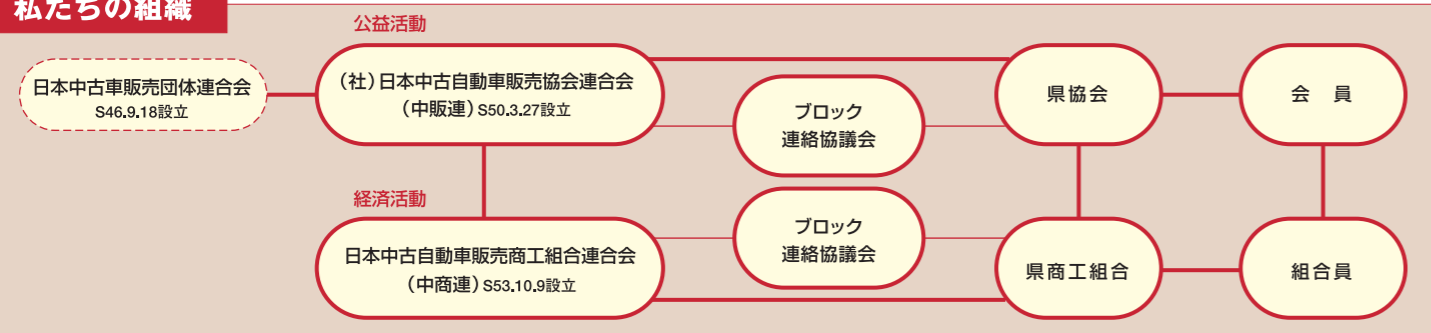 私たちの組織
公益活動
日本中古車販売団体連合会
S46.9.18設立
(社)日本中古自動車販売協会連合会
(中販連)S50.3.27設立
ブロック
連絡協議会
県協会
会 員
経済活動
日本中古自動車販売商工組合連合会
(中商連)S53.10.9設立
ブロック
連絡協議会
県商工組合
組合員